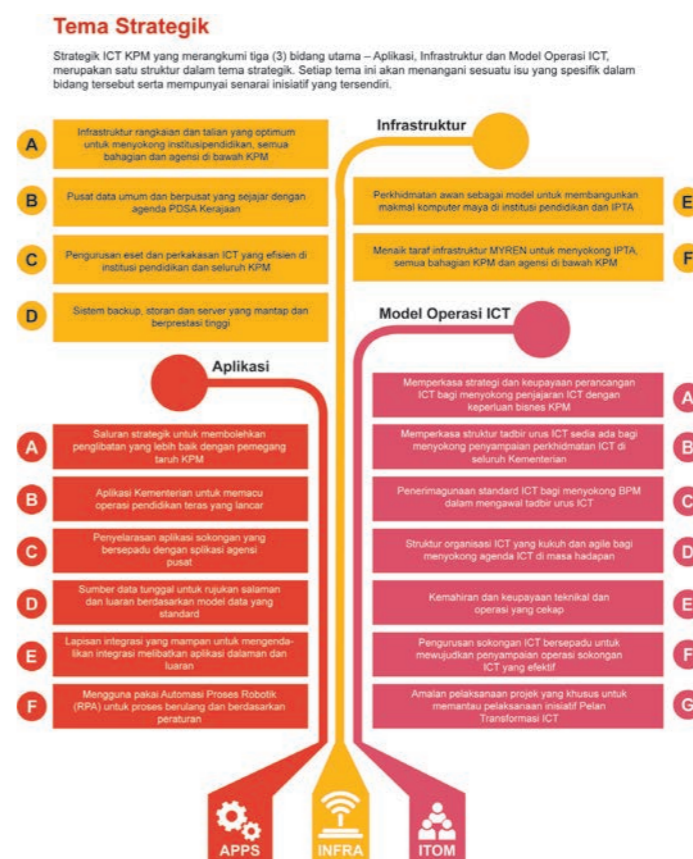 Tema Strategik
Strategik ICT KPM yang merangkumi tiga (3) bidang utama – Aplikasi, Infrastruktur dan Model Operasi ICT,
merupakan satu struktur dalam tema strategik. Setiap tema ini akan menangani sesuatu isu yang spesifik dalam
bidang tersebut serta mempunyai senarai inisiatif yang tersendiri.
Infrastruktur
A
Infrastruktur rangkaian dan talian yang optimum
untuk menyokong institusipendidikan, semua
bahagian dan agensi di bawah KPM
B
Pusat data umum dan berpusat yang sejajar dengan
agenda PDSA Kerajaan
C
Pengurusan eset dan perkakasan ICT yang efisien di
institusi pendidikan dan seluruh KPM
D
Sistem backup, storan dan server yang mantap dan
berprestasi tinggi
Perkhidmatan awan sebagai model untuk membangunkan
makmal komputer maya di institusi pendidikan dan IPTA
E
Menaik taraf infrastruktur MYREN untuk menyokong IPTA,
semua bahagian KPM dan agensi di bawah KPM
F
Aplikasi
A
Saluran strategik untuk membolehkan
penglibatan yang lebih baik dengan pemegang
taruh KPM
B
Aplikasi Kementerian untuk memacu
operasi pendidikan teras yang lancar
C
Penyelarasan aplikasi sokongan yang
bersepadu dengan splikasi agensi
pusat
D
Sumber data tunggal untuk rujukan salaman
dan luaran berdasarkan model data yang
standard
E
Lapisan integrasi yang mampan untuk mengenda-
likan integrasi melibatkan aplikasi dalaman dan
luaran
F
Mengguna pakai Automasi Proses Robotik
(RPA) untuk proses berulang dan berdasarkan
peraturan
Model Operasi ICT
Memperkasa strategi dan keupayaan perancangan
ICT bagi menyokong penjajaran ICT dengan
keperluan bisnes KPM
A
Memperkasa struktur tadbir urus ICT sedia ada bagi
menyokong penyampaian perkhidmatan ICT di
seluruh Kementerian
B
Penerimagunaan standard ICT bagi menyokong BPM
dalam mengawal tadbir urus ICT
C
Struktur organisasi ICT yang kukuh dan agile bagi
menyokong agenda ICT di masa hadapan
D
Kemahiran dan keupayaan teknikal dan
operasi yang cekap
E
Pengurusan sokongan ICT bersepadu untuk
mewujudkan penyampaian operasi sokongan
ICT yang efektif
F
Amalan pelaksanaan projek yang khusus untuk
memantau pelaksanaan inisiatif Pelan
Transformasi ICT
G
APPS
INFRA
ITOM